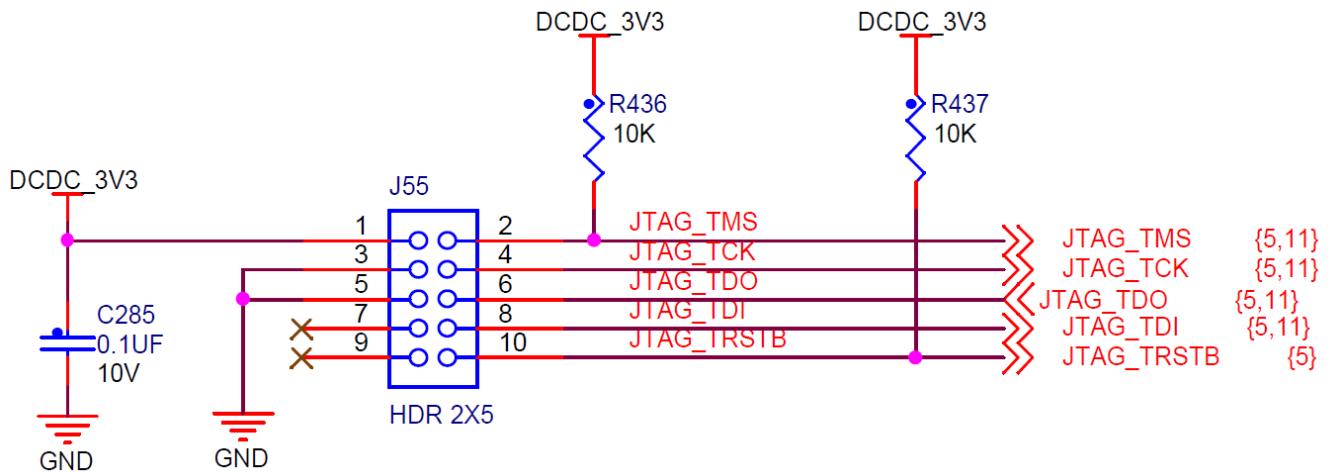 DCDC_3V3
DCDC_3V3
R436
10K
R437
10K
DCDC_3V3
J55
1
2
JTAG_TMS
JTAG_TMS
{5,11}
3
4
JTAG_TCK
JTAG_TCK
{5,11}
5
6
JTAG_TDO
JTAG_TDO
{5,11}
7
8
JTAG_TDI
JTAG_TDI
{5,11}
9
10
JTAG_TRSTB
JTAG_TRSTB
{5}
C285
0.1UF
10V
HDR 2X5
GND
GND